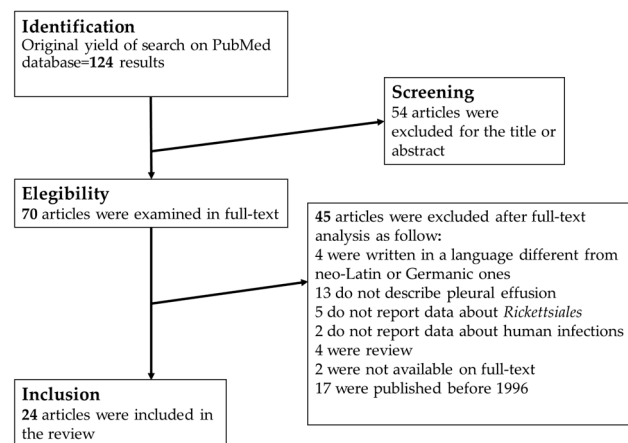 Identification
Original yield of search on PubMed
database=124 results
Screening
54 articles were
excluded for the title or
abstract
Elegibility
70 articles were examined in full-text
45 articles were excluded after full-text
analysis as follow:
4 were written in a language different from
neo-Latin or Germanic ones
13 do not describe pleural effusion
5 do not report data about Rickettsiales
2 do not report data about human infections
4 were review
2 were not available on full-text
17 were published before 1996
Inclusion
24 articles were included in the
review